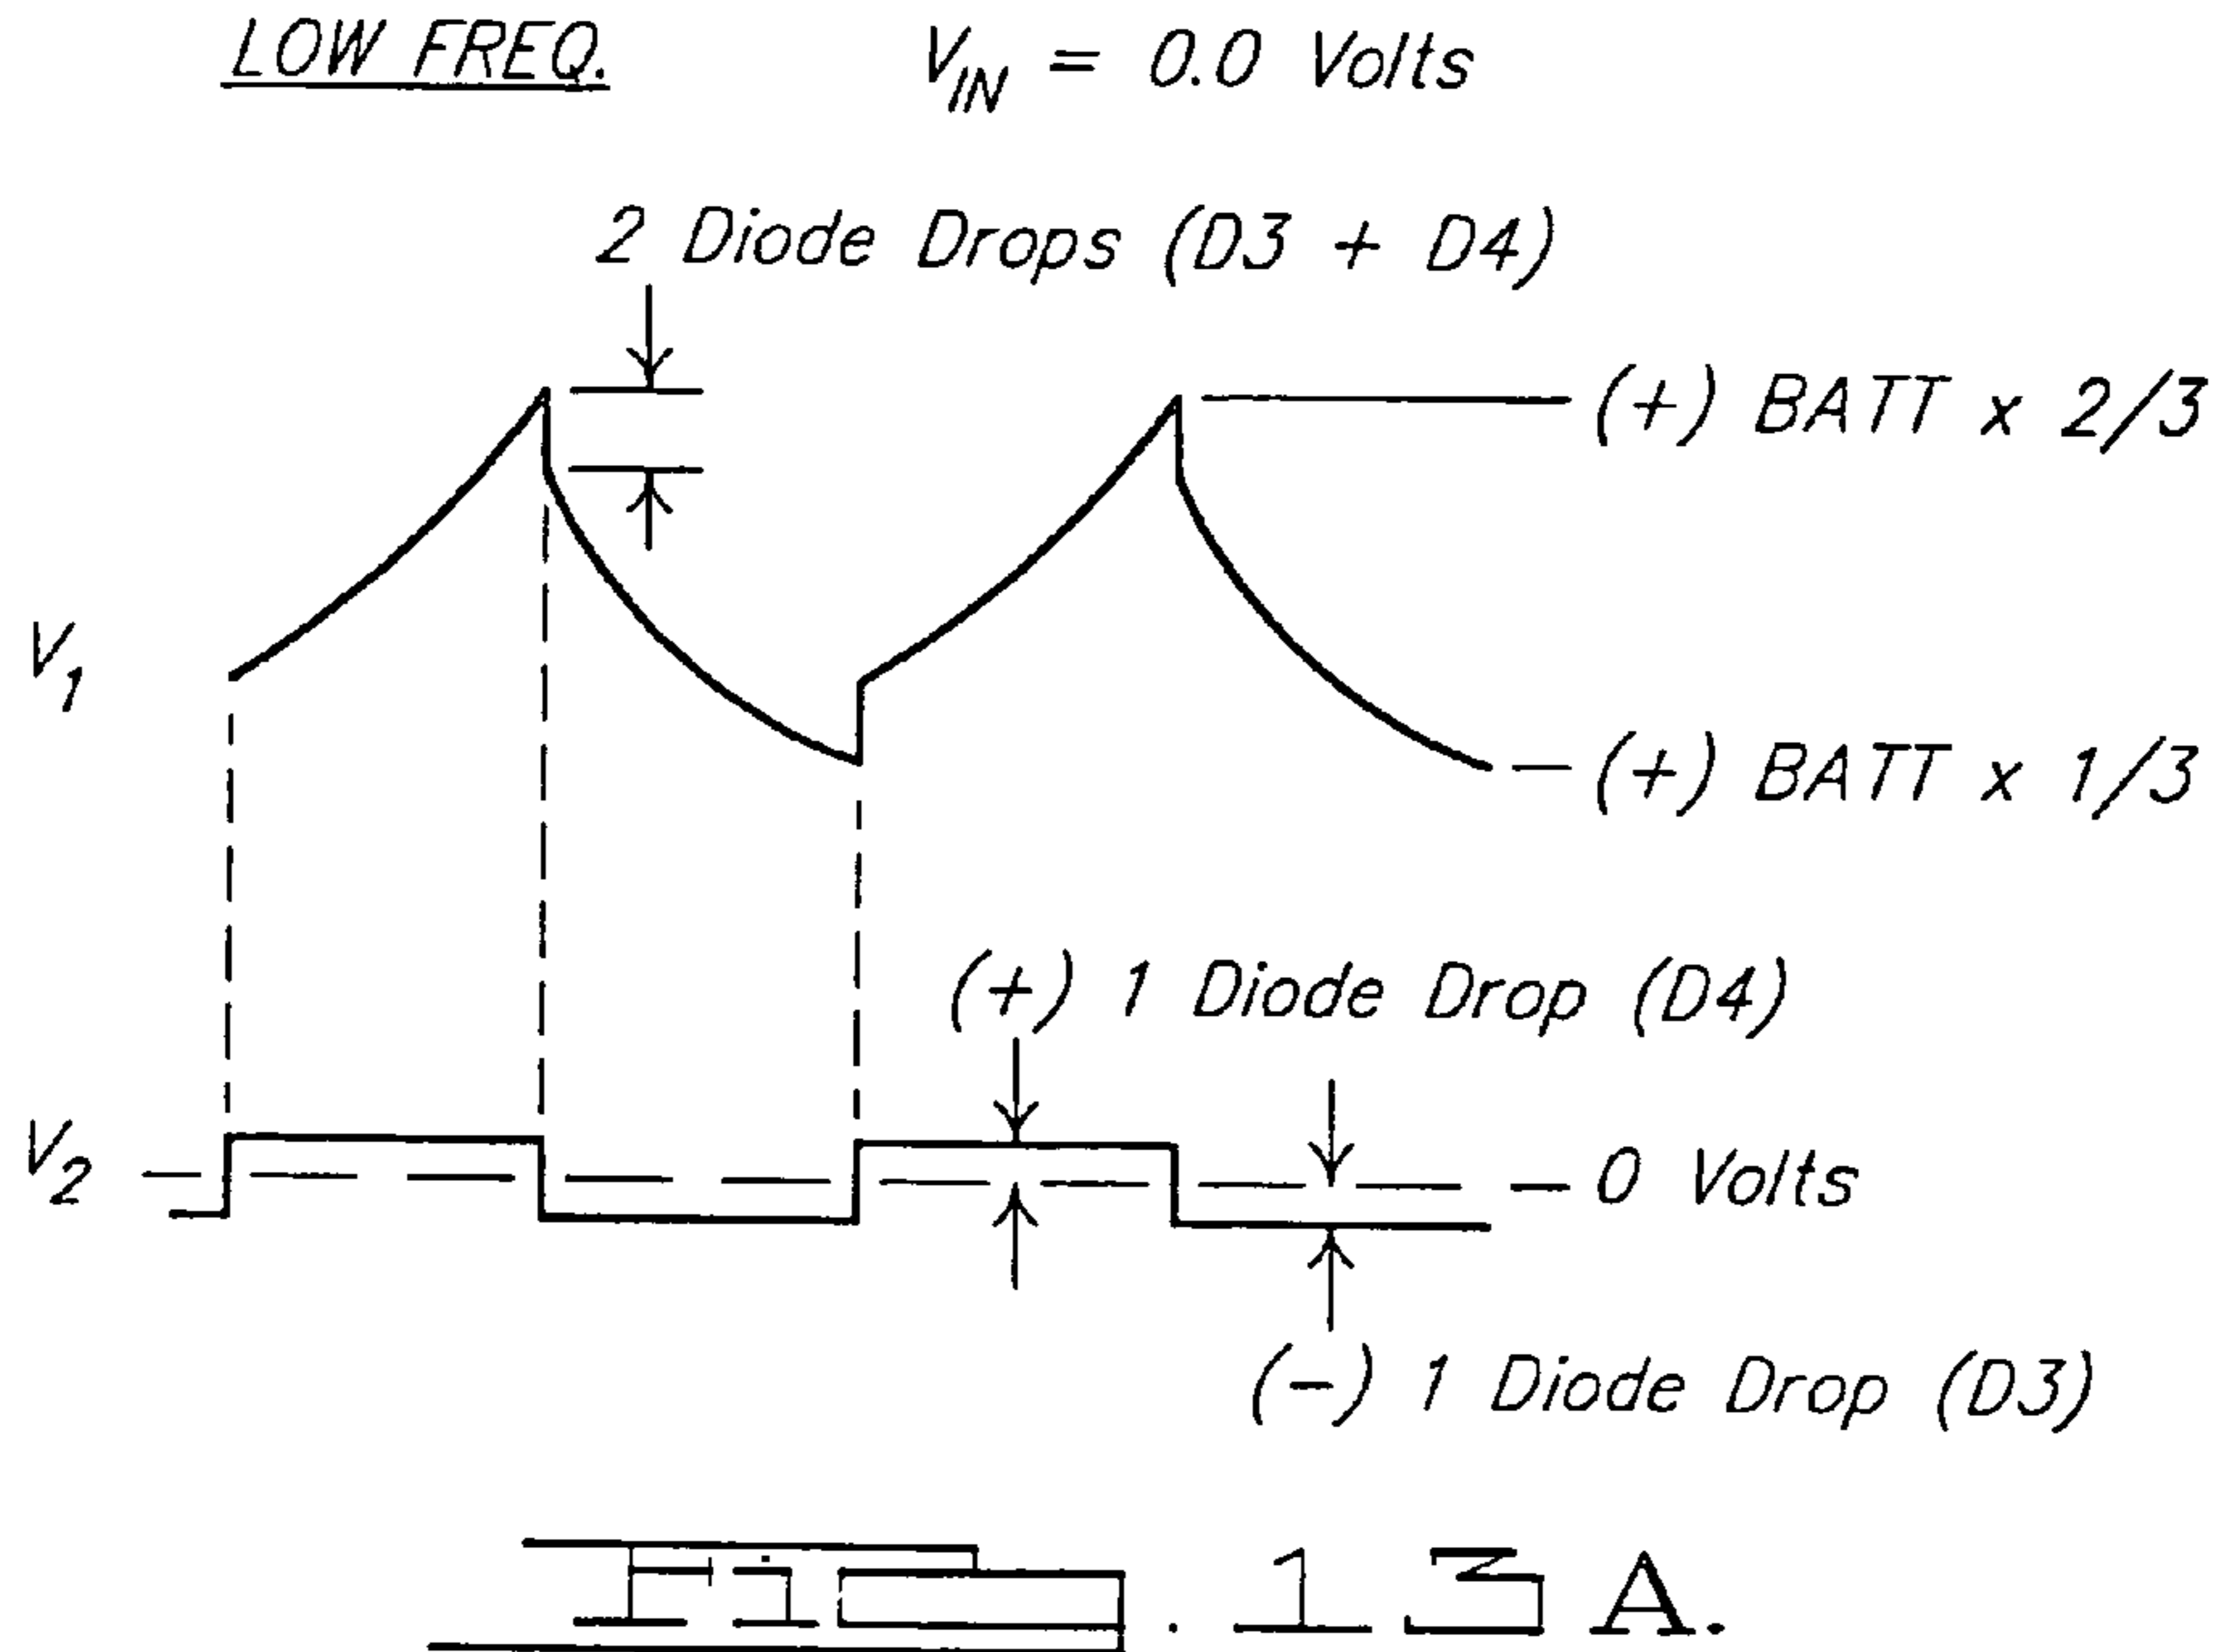 LOW FREQ.
V_IN = 0.0 Volts
2 Diode Drops (D3 + D4)
(+) BATT x 2/3
V_1
(+) BATT x 1/3
(+) 1 Diode Drop (D4)
V_2
0 Volts
(-) 1 Diode Drop (D3)
Fig. 13A.